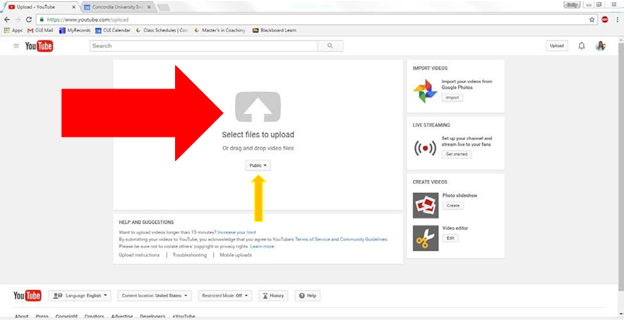 Upload - YouTube
Concordia University Sa
https://www.youtube.com/upload
Apps
CUI Mail
MyRecords
CUI Calendar
Class Schedules | Con
Master's in Coaching
Blackboard Learn
YouTube
Search
Upload
Select files to upload
Or drag and drop video files
Public
IMPORT VIDEOS
Import your videos from
Google Photos
Import
LIVE STREAMING
Set up your channel and
stream live to your fans
Get started
CREATE VIDEOS
Photo slideshow
Create
Video editor
Edit
HELP AND SUGGESTIONS
Want to upload videos longer than 15 minutes? Increase your limit
By submitting your videos to YouTube, you acknowledge that you agree to YouTube's Terms of Service and Community Guidelines.
Please be sure not to violate others' copyright or privacy rights. Learn more
Upload instructions | Troubleshooting | Mobile uploads
YouTube
Language: English
Content location: United States
Restricted Mode: Off
History
Help
About Press Copyright Creators Advertise Developers +YouTube